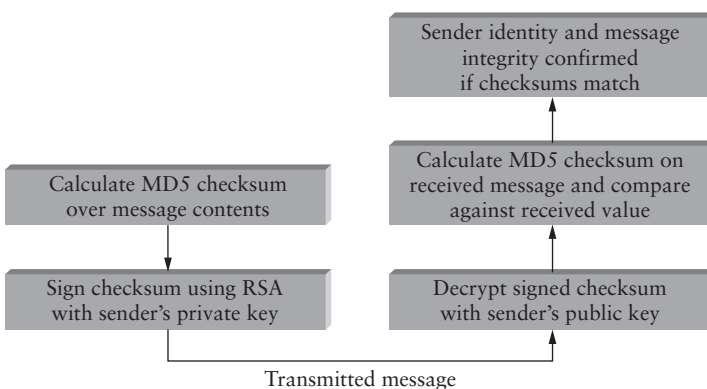 Calculate MD5 checksum
over message contents
Sign checksum using RSA
with sender's private key
Transmitted message
Decrypt signed checksum
with sender's public key
Calculate MD5 checksum on
received message and compare
against received value
Sender identity and message
integrity confirmed
if checksums match